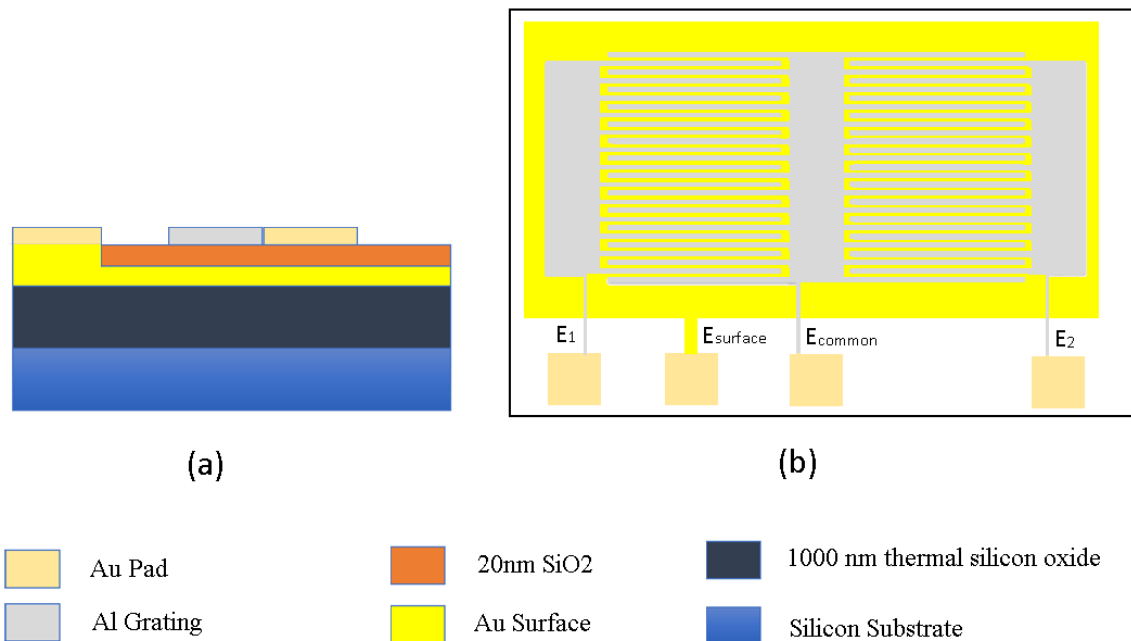 E1
Esurface
Ecommon
E2
(a)
(b)
Au Pad
20nm SiO2
1000 nm thermal silicon oxide
Al Grating
Au Surface
Silicon Substrate